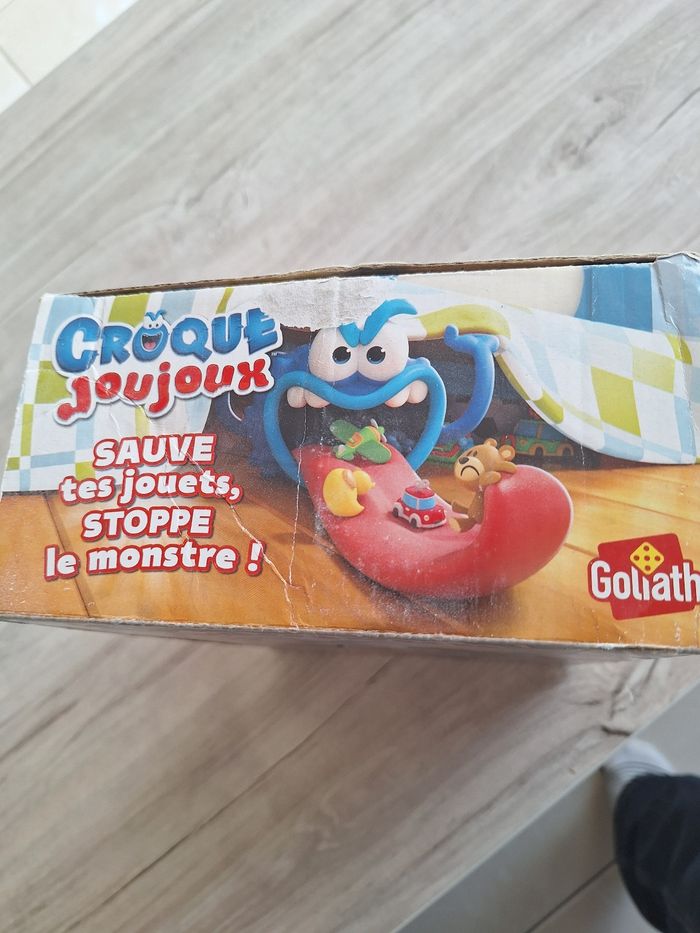 CROQUE
Joujoux
SAUVE
tes jouets,
STOPPE
le monstre !
Goliath